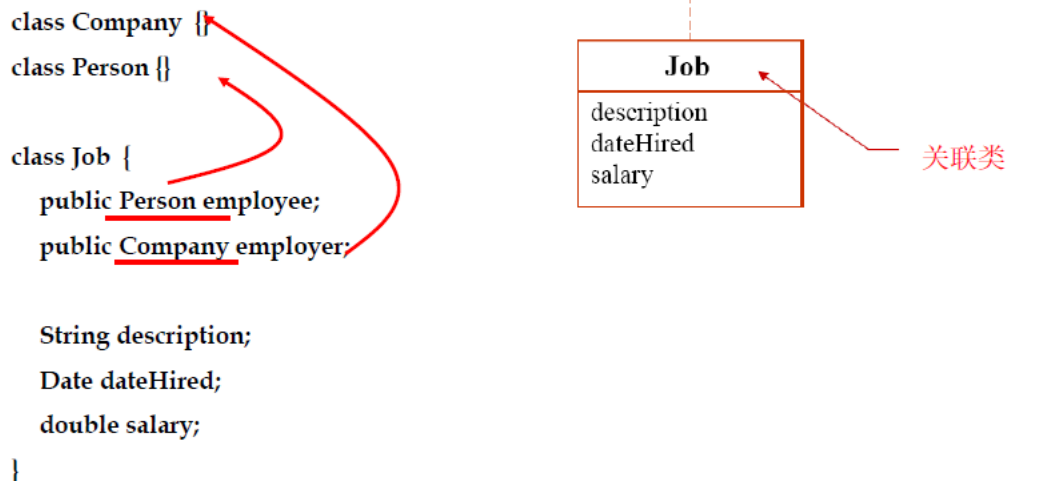 class Company {}
class Person {}
class Job {
public Person employee;
public Company employer;
String description;
Date dateHired;
double salary;
}
Job
description
dateHired
salary
关联类